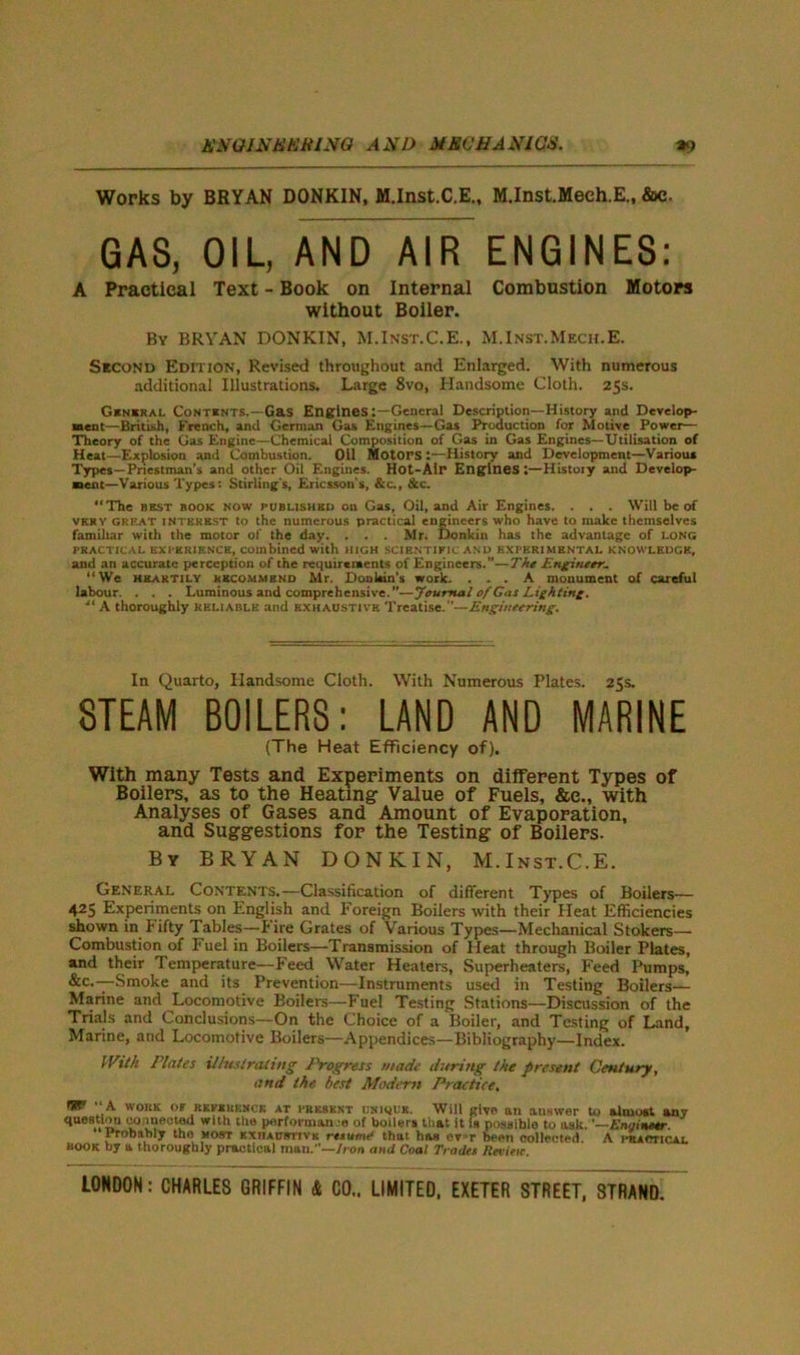 ENGINEERING AND MECHANICS. 29
Works by BRYAN DONKIN, M.Inst.C.E., M.Inst.Mech.E., &c.
GAS, OIL, AND AIR ENGINES:
A Practical Text-Book on Internal Combustion Motors
without Boiler.
By BRYAN DONKIN, M.Inst.C.E., M.Inst.Mech.E.
Second Edition, Revised throughout and Enlarged. With numerous
additional Illustrations. Large 8vo, Handsome Cloth. 25s.
General Contents.—Gas Engines:—General Description—History and Develop-
ment—British, French, and German Gas Engines—Gas Production for Motive Power—
Theory of the Gas Engine—Chemical Composition of Gas in Gas Engines—Utilisation of
Heat—Explosion and Combustion. Oil Motors:—History and Development—Various
Types—Priestman's and other Oil Engines. Hot-Air Engines:—History and Develop-
ment—Various Types: Stirling's, Ericsson's, &c., &c.
"The best book now published on Gas, Oil, and Air Engines. . . . Will be of
very great interest to the numerous practical engineers who have to make themselves
familiar with the motor of the day. . . . Mr. Donkin has the advantage of long
practical experience, combined with high scientific and experimental knowledge,
and an accurate perception of the requirements of Engineers."—The Engineer.
"We heartily recommend Mr. Donkin's work. . . . A monument of careful
labour. . . . Luminous and comprehensive."—Journal of Gas Lighting.
"A thoroughly reliable and exhaustive Treatise."—Engineering.
In Quarto, Handsome Cloth. With Numerous Plates. 25s.
STEAM BOILERS: LAND AND MARINE
(The Heat Efficiency of).
With many Tests and Experiments on different Types of
Boilers, as to the Heating Value of Fuels, &c., with
Analyses of Gases and Amount of Evaporation,
and Suggestions for the Testing of Boilers.
By BRYAN DONKIN, M.Inst.C.E.
General Contents.—Classification of different Types of Boilers—
425 Experiments on English and Foreign Boilers with their Heat Efficiencies
shown in Fifty Tables—Fire Grates of Various Types—Mechanical Stokers—
Combustion of Fuel in Boilers—Transmission of Heat through Boiler Plates,
and their Temperature—Feed Water Heaters, Superheaters, Feed Pumps,
&c.—Smoke and its Prevention—Instruments used in Testing Boilers—
Marine and Locomotive Boilers—Fuel Testing Stations—Discussion of the
Trials and Conclusions—On the Choice of a Boiler, and Testing of Land,
Marine, and Locomotive Boilers—Appendices—Bibliography—Index.
With Plates illustrating Progress made during the present Century,
and the best Modern Practice.
☞ "A work of reference at present unique. Will give an answer to almost any
question connected with the performance of boilers that it is possible to ask."—Engineer.
"Probably the most exhaustive resumé that has ever been collected. A practical
book by a thoroughly practical man."—Iron and Coal Trades Review.
LONDON: CHARLES GRIFFIN & CO., LIMITED, EXETER STREET, STRAND.